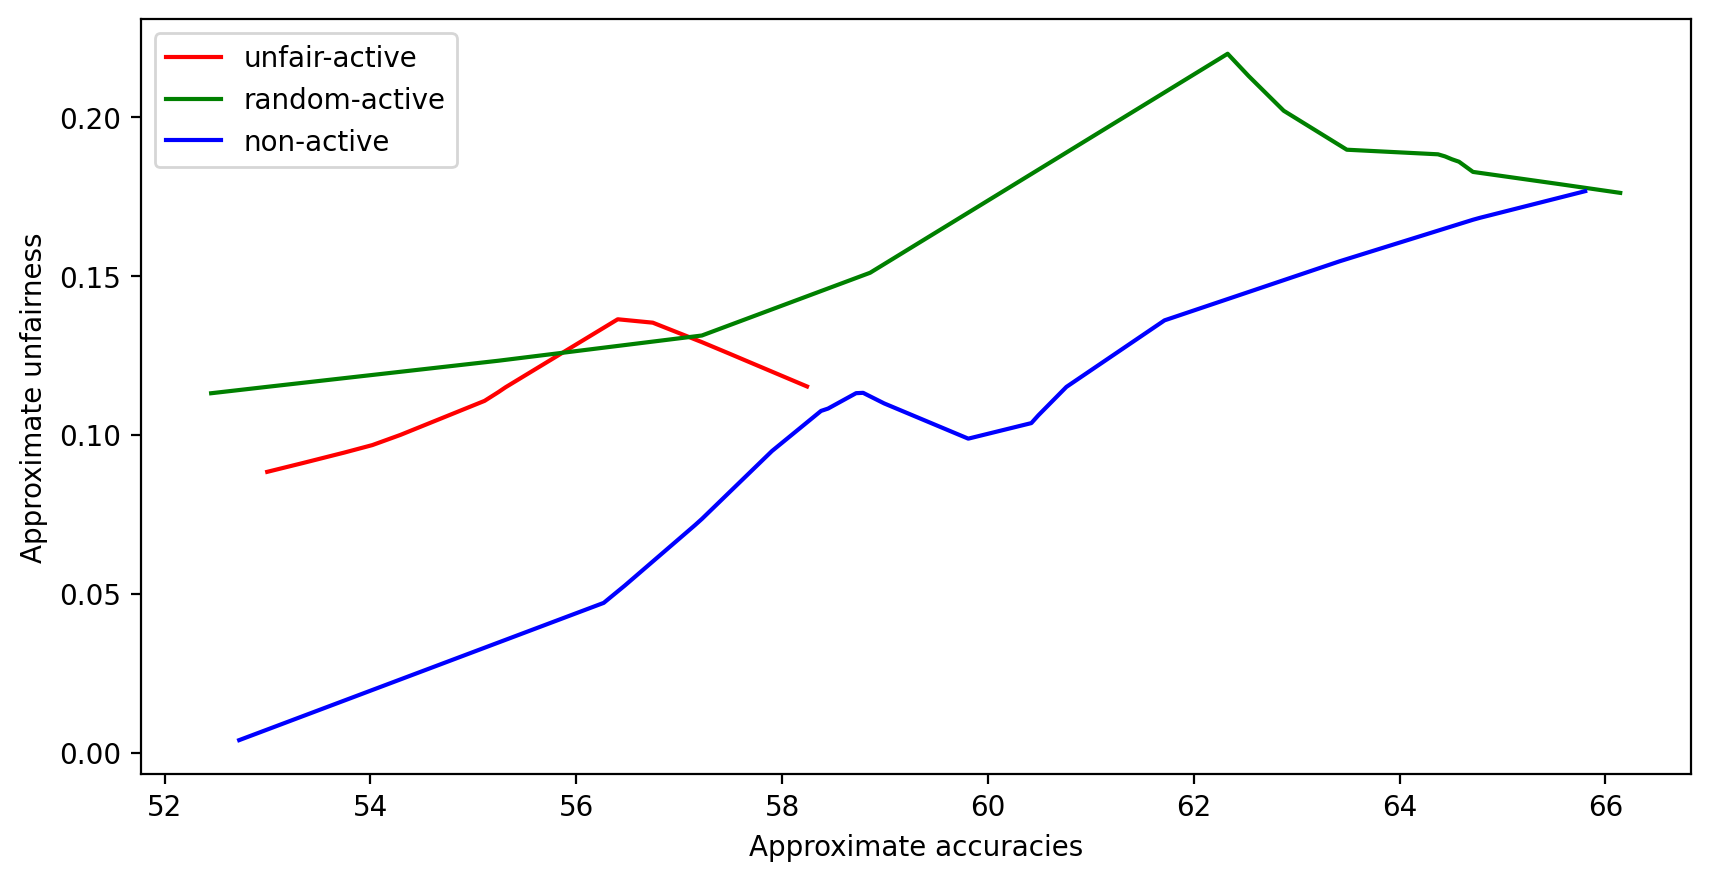 unfair-active
random-active
non-active
Approximate unfairness
0.20
0.15
0.10
0.05
0.00
52 54 56 58 60 62 64 66
Approximate accuracies